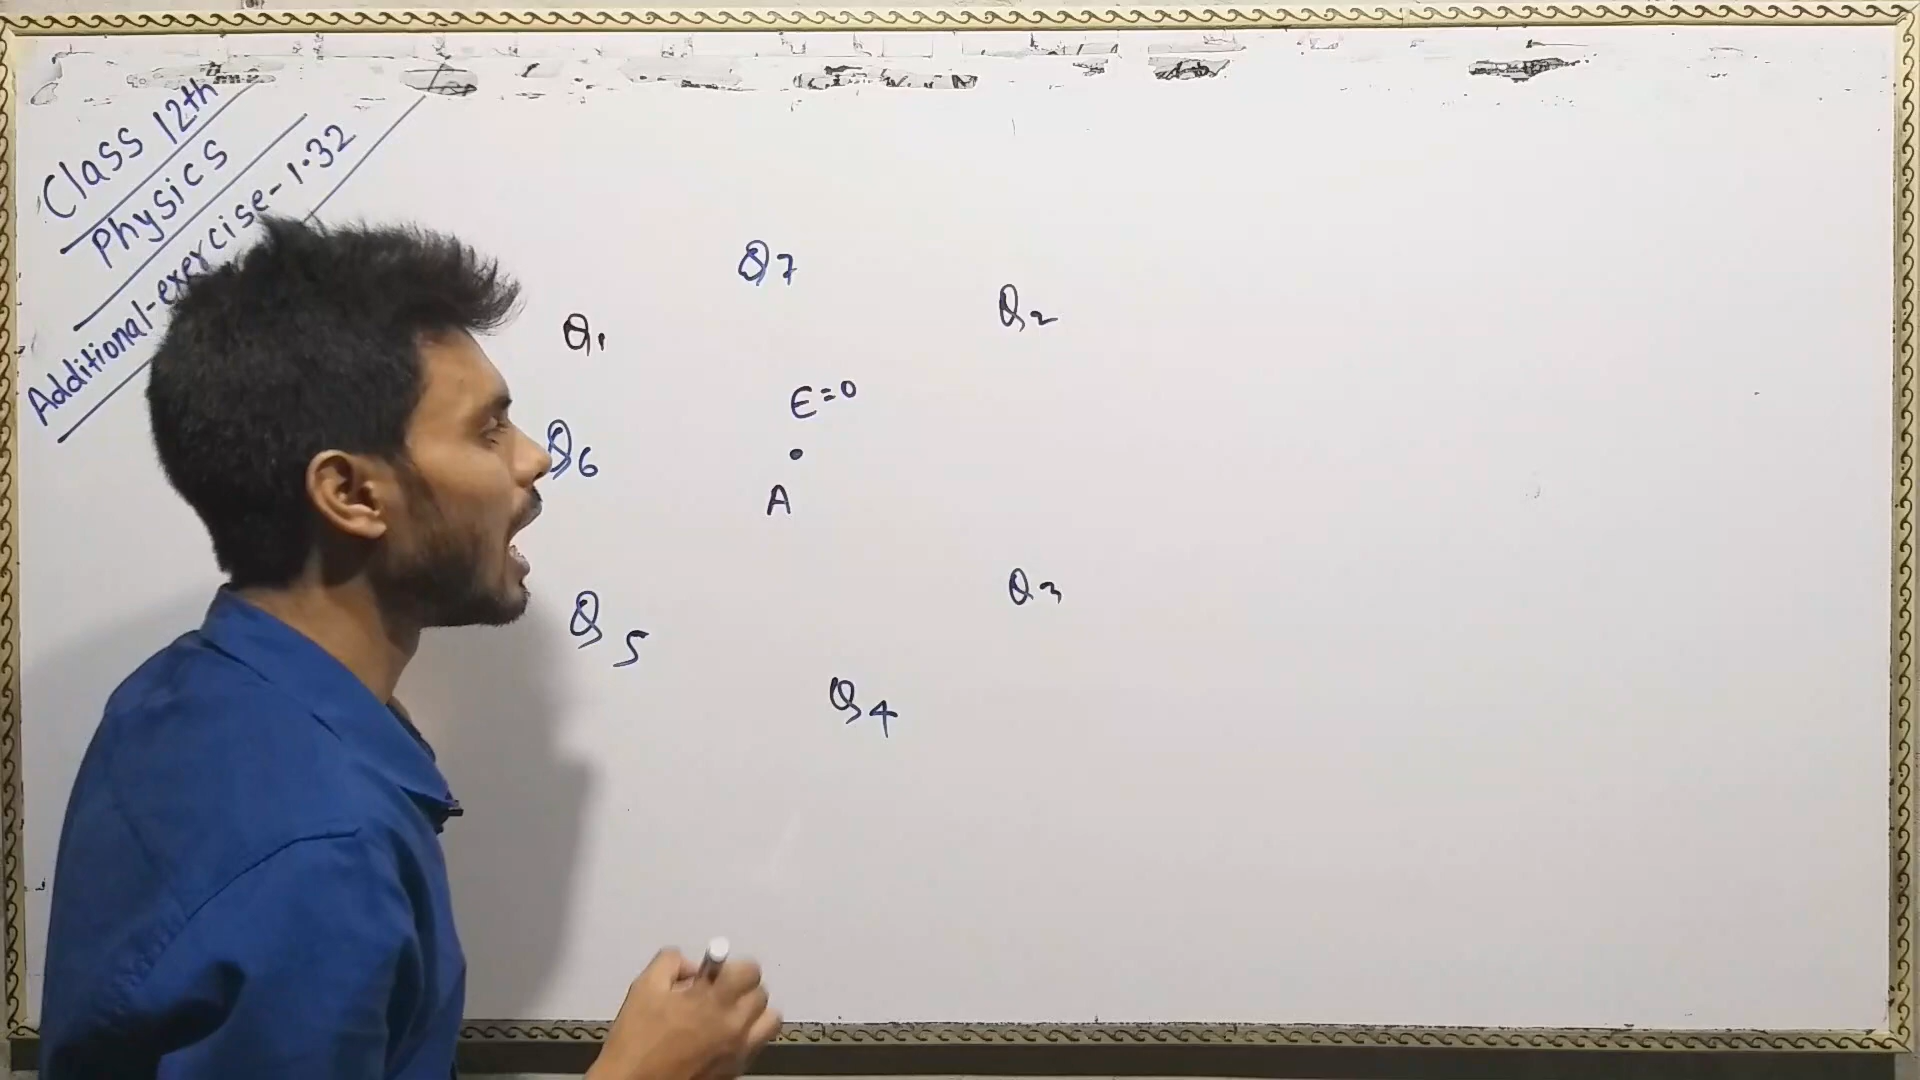 Class 12th
Physics
Additional-exercise-1.32
Q7
Q2
Q1
E=0
Q6
A
Q3
Q5
Q4